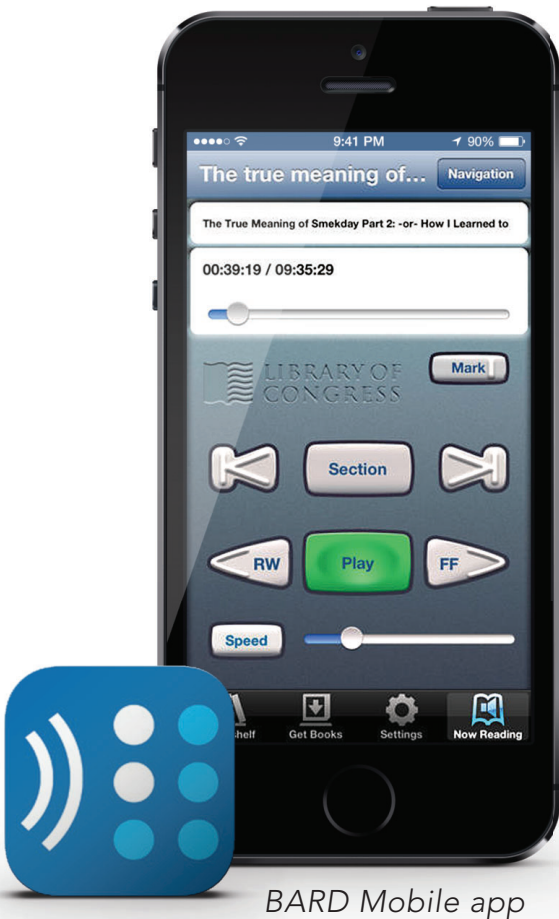 9:41 PM
90%
The true meaning of...
Navigation
The True Meaning of Smekday Part 2: -or- How I Learned to
00:39:19 / 09:35:29
LIBRARY OF
CONGRESS
Mark
Section
RW
Play
FF
Speed
shelf
Get Books
Settings
Now Reading
BARD Mobile app